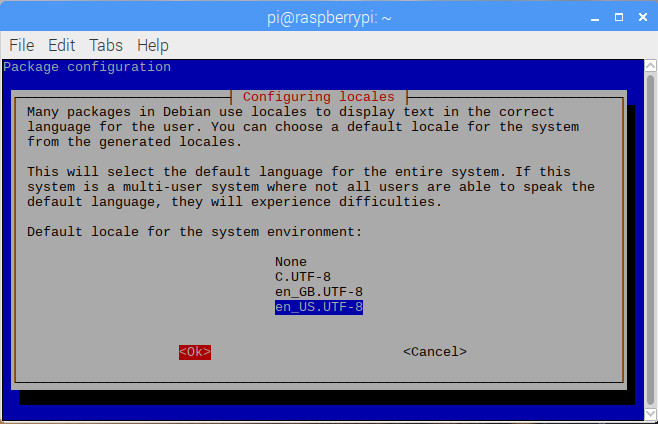 pi@raspberrypi: ~
File Edit Tabs Help
Package configuration
Configuring locales
Many packages in Debian use locales to display text in the correct
language for the user. You can choose a default locale for the system
from the generated locales.
This will select the default language for the entire system. If this
system is a multi-user system where not all users are able to speak the
default language, they will experience difficulties.
Default locale for the system environment:
None
C.UTF-8
en_GB.UTF-8
en_US.UTF-8
<Ok> <Cancel>